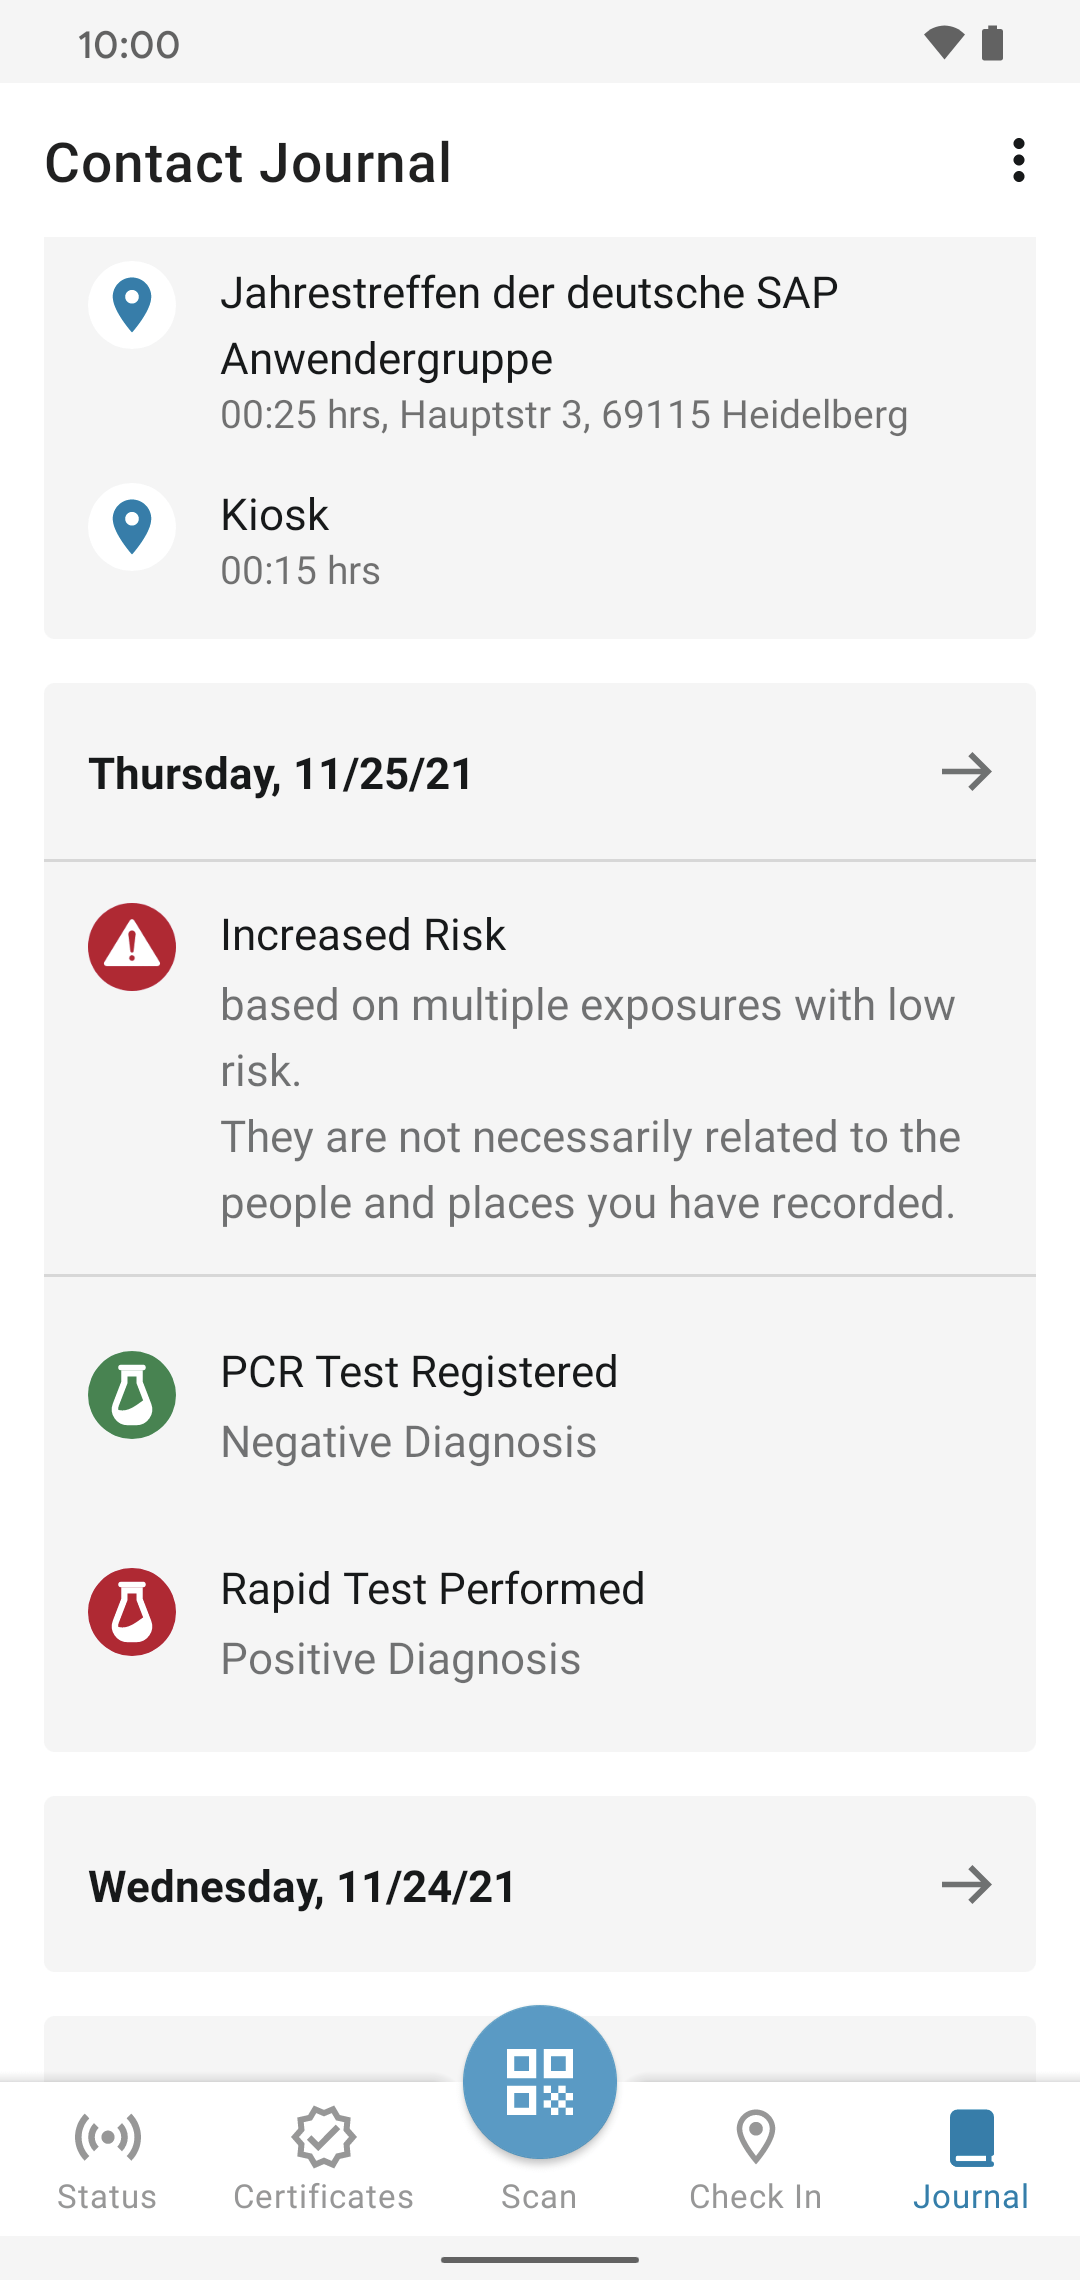 10:00
Contact Journal
Jahrestreffen der deutsche SAP
Anwendergruppe
00:25 hrs, Hauptstr 3, 69115 Heidelberg
Kiosk
00:15 hrs
Thursday, 11/25/21
Increased Risk
based on multiple exposures with low
risk.
They are not necessarily related to the
people and places you have recorded.
PCR Test Registered
Negative Diagnosis
Rapid Test Performed
Positive Diagnosis
Wednesday, 11/24/21
Status
Certificates
Scan
Check In
Journal